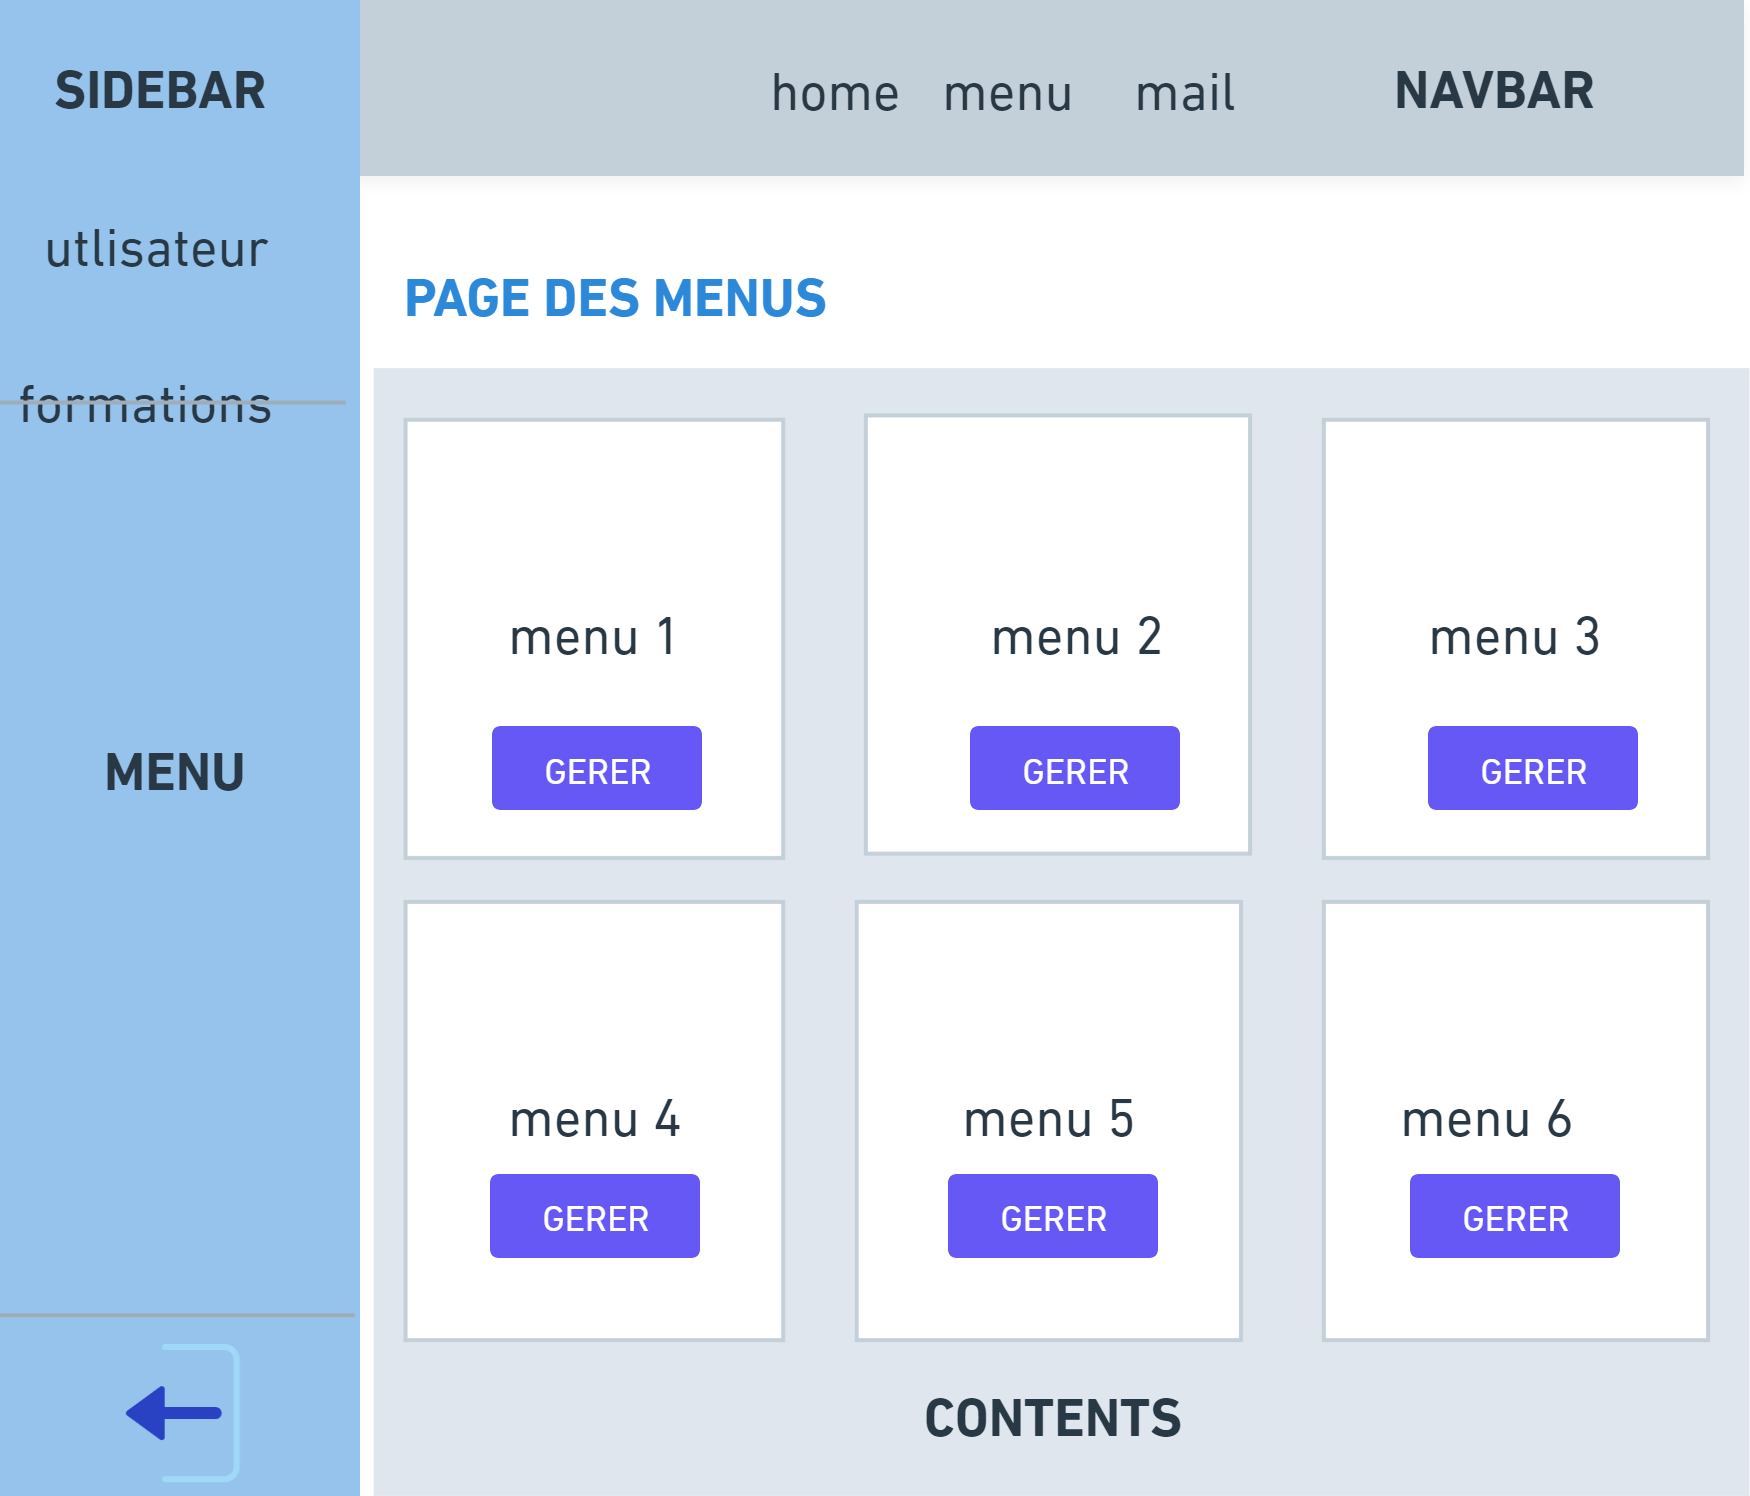 SIDEBAR
home menu mail NAVBAR
utlisateur
PAGE DES MENUS
formations
menu 1
menu 2
menu 3
GERER
GERER
GERER
MENU
menu 4
menu 5
menu 6
GERER
GERER
GERER
CONTENTS